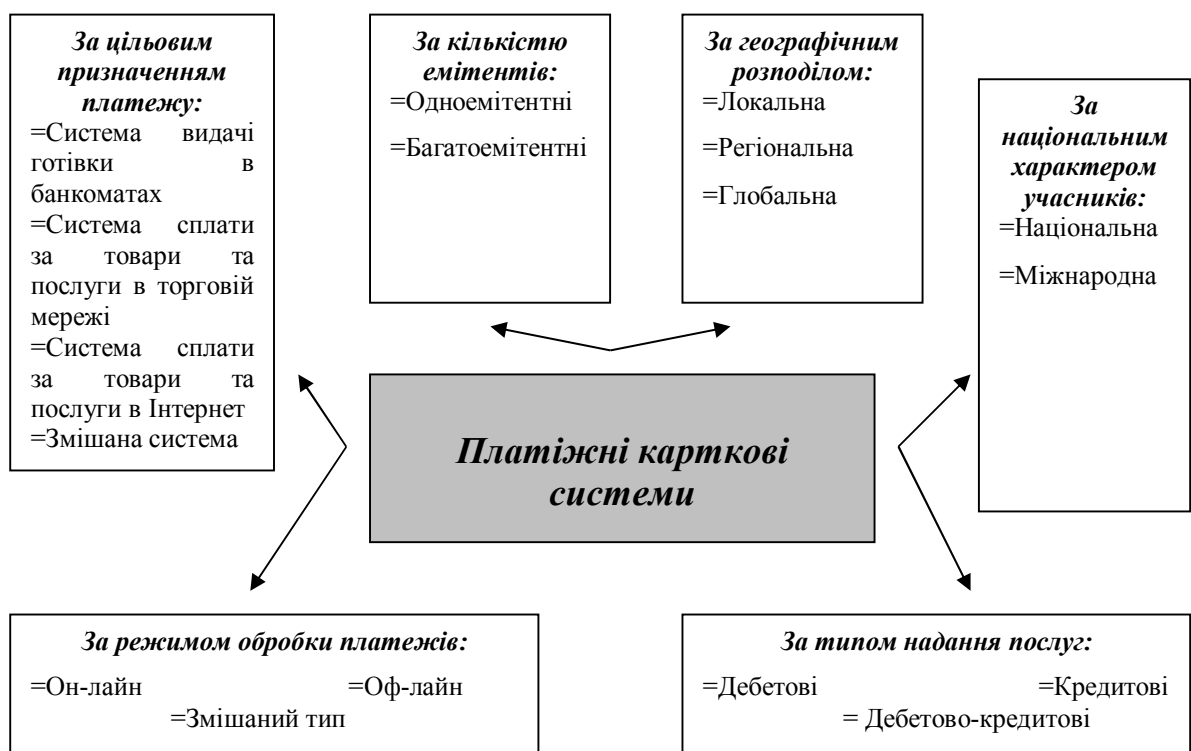 За цільовим
призначенням
платежу:
=Система видачі
готівки в
банкоматах
=Система сплати
за товари та
послуги в торговій
мережі
=Система сплати
за товари та
послуги в Інтернет
=Змішана система
За кількістю
емітентів:
=Одноемітентні
=Багатоемітентні
За географічним
розподілом:
=Локальна
=Регіональна
=Глобальна
За
національним
характером
учасників:
=Національна
=Міжнародна
Платіжні карткові
системи
За режимом обробки платежів:
=Он-лайн =Оф-лайн
=Змішаний тип
За типом надання послуг:
=Дебетові =Кредитові
= Дебетово-кредитові